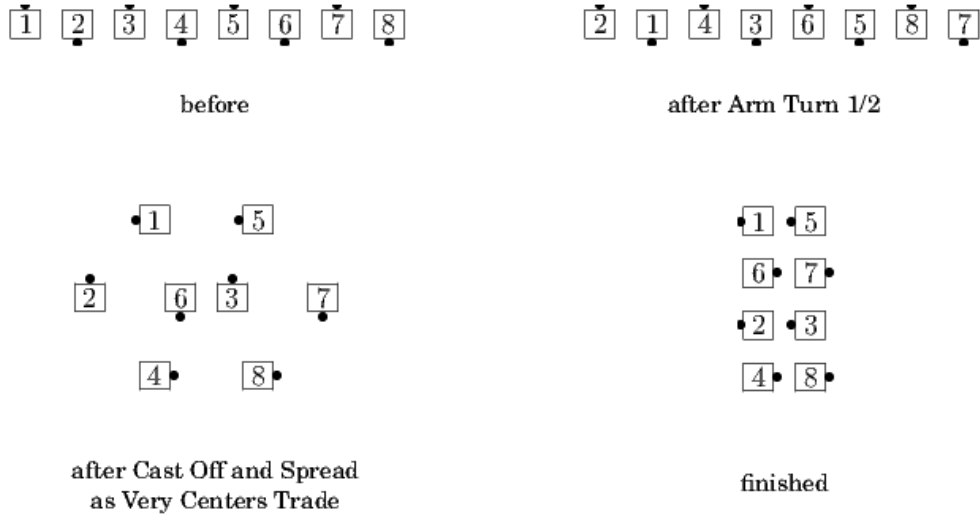 1 2 3 4 5 6 7 8
2 1 4 3 6 5 8 7
before
after Arm Turn 1/2
1 5
2 6 3 7
4 8
after Cast Off and Spread
as Very Centers Trade
1 5
6 7
2 3
4 8
finished